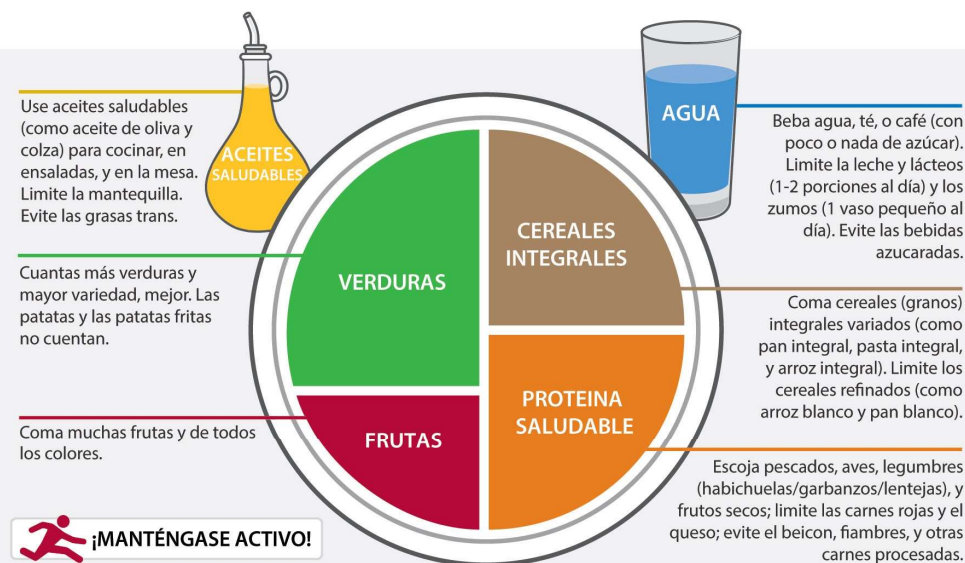 Use aceites saludables
(como aceite de oliva y
colza) para cocinar, en
ensaladas, y en la mesa.
Limite la mantequilla.
Evite las grasas trans.
ACEITES
SALUDABLES
AGUA
Beba agua, té, o café (con
poco o nada de azúcar).
Limite la leche y lácteos
(1-2 porciones al día) y los
zumos (1 vaso pequeño al
día). Evite las bebidas
azucaradas.
Cuantas más verduras y
mayor variedad, mejor. Las
patatas y las patatas fritas
no cuentan.
VERDURAS
CEREALES
INTEGRALES
Coma cereales (granos)
integrales variados (como
pan integral, pasta integral,
y arroz integral). Limite los
cereales refinados (como
arroz blanco y pan blanco).
Coma muchas frutas y de todos
los colores.
FRUTAS
PROTEINA
SALUDABLE
Escoja pescados, aves, legumbres
(habichuelas/garbanzos/lentejas), y
frutos secos; limite las carnes rojas y el
queso; evite el beicon, fiambres, y otras
carnes procesadas.
¡MANTÉNGASE ACTIVO!